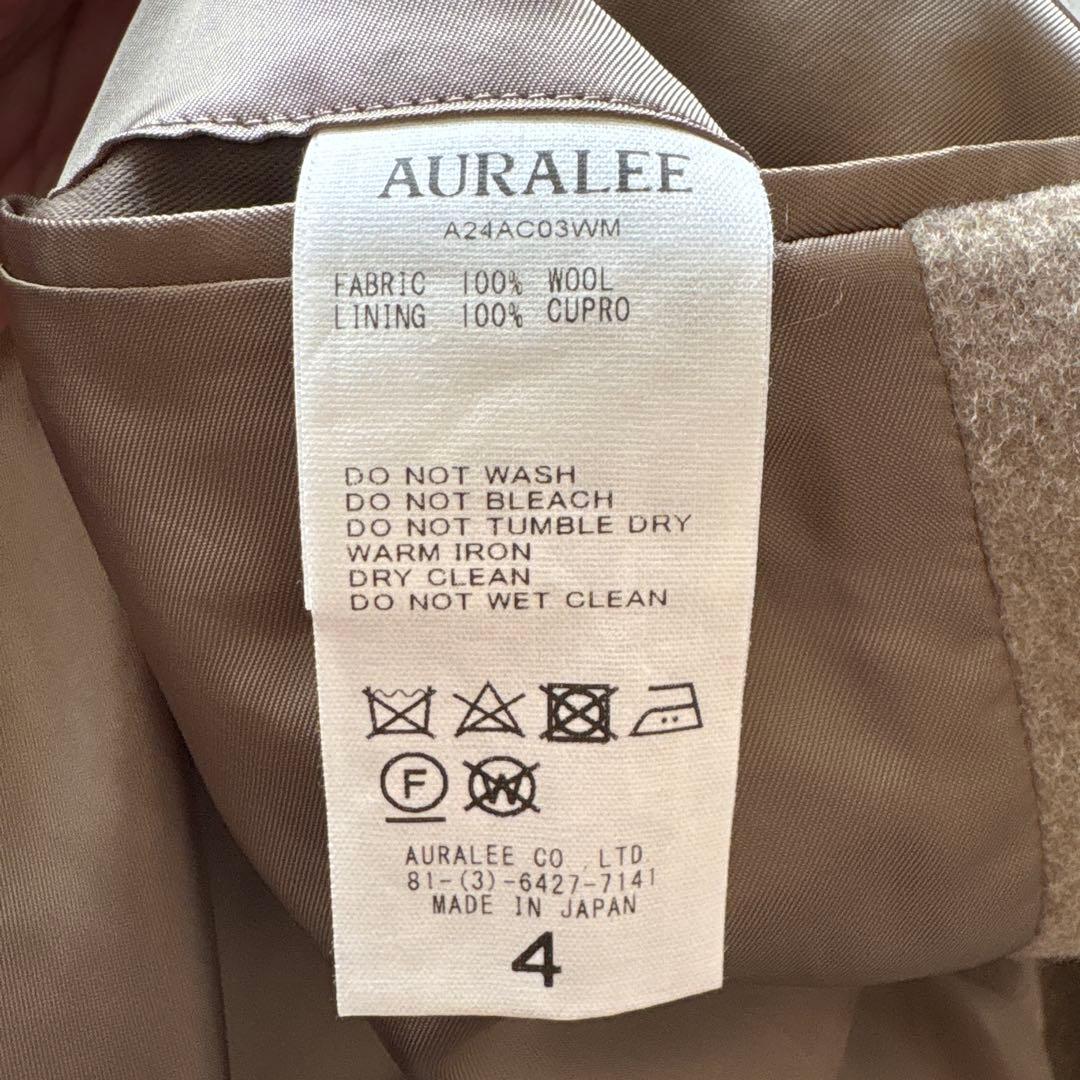 AURALEE
A24AC03WM
FABRIC 100% WOOL
LINING 100% CUPRO
DO NOT WASH
DO NOT BLEACH
DO NOT TUMBLE DRY
WARM IRON
DRY CLEAN
DO NOT WET CLEAN
F W
AURALEE CO.,LTD
81-(3)-6427-7141
MADE IN JAPAN
4